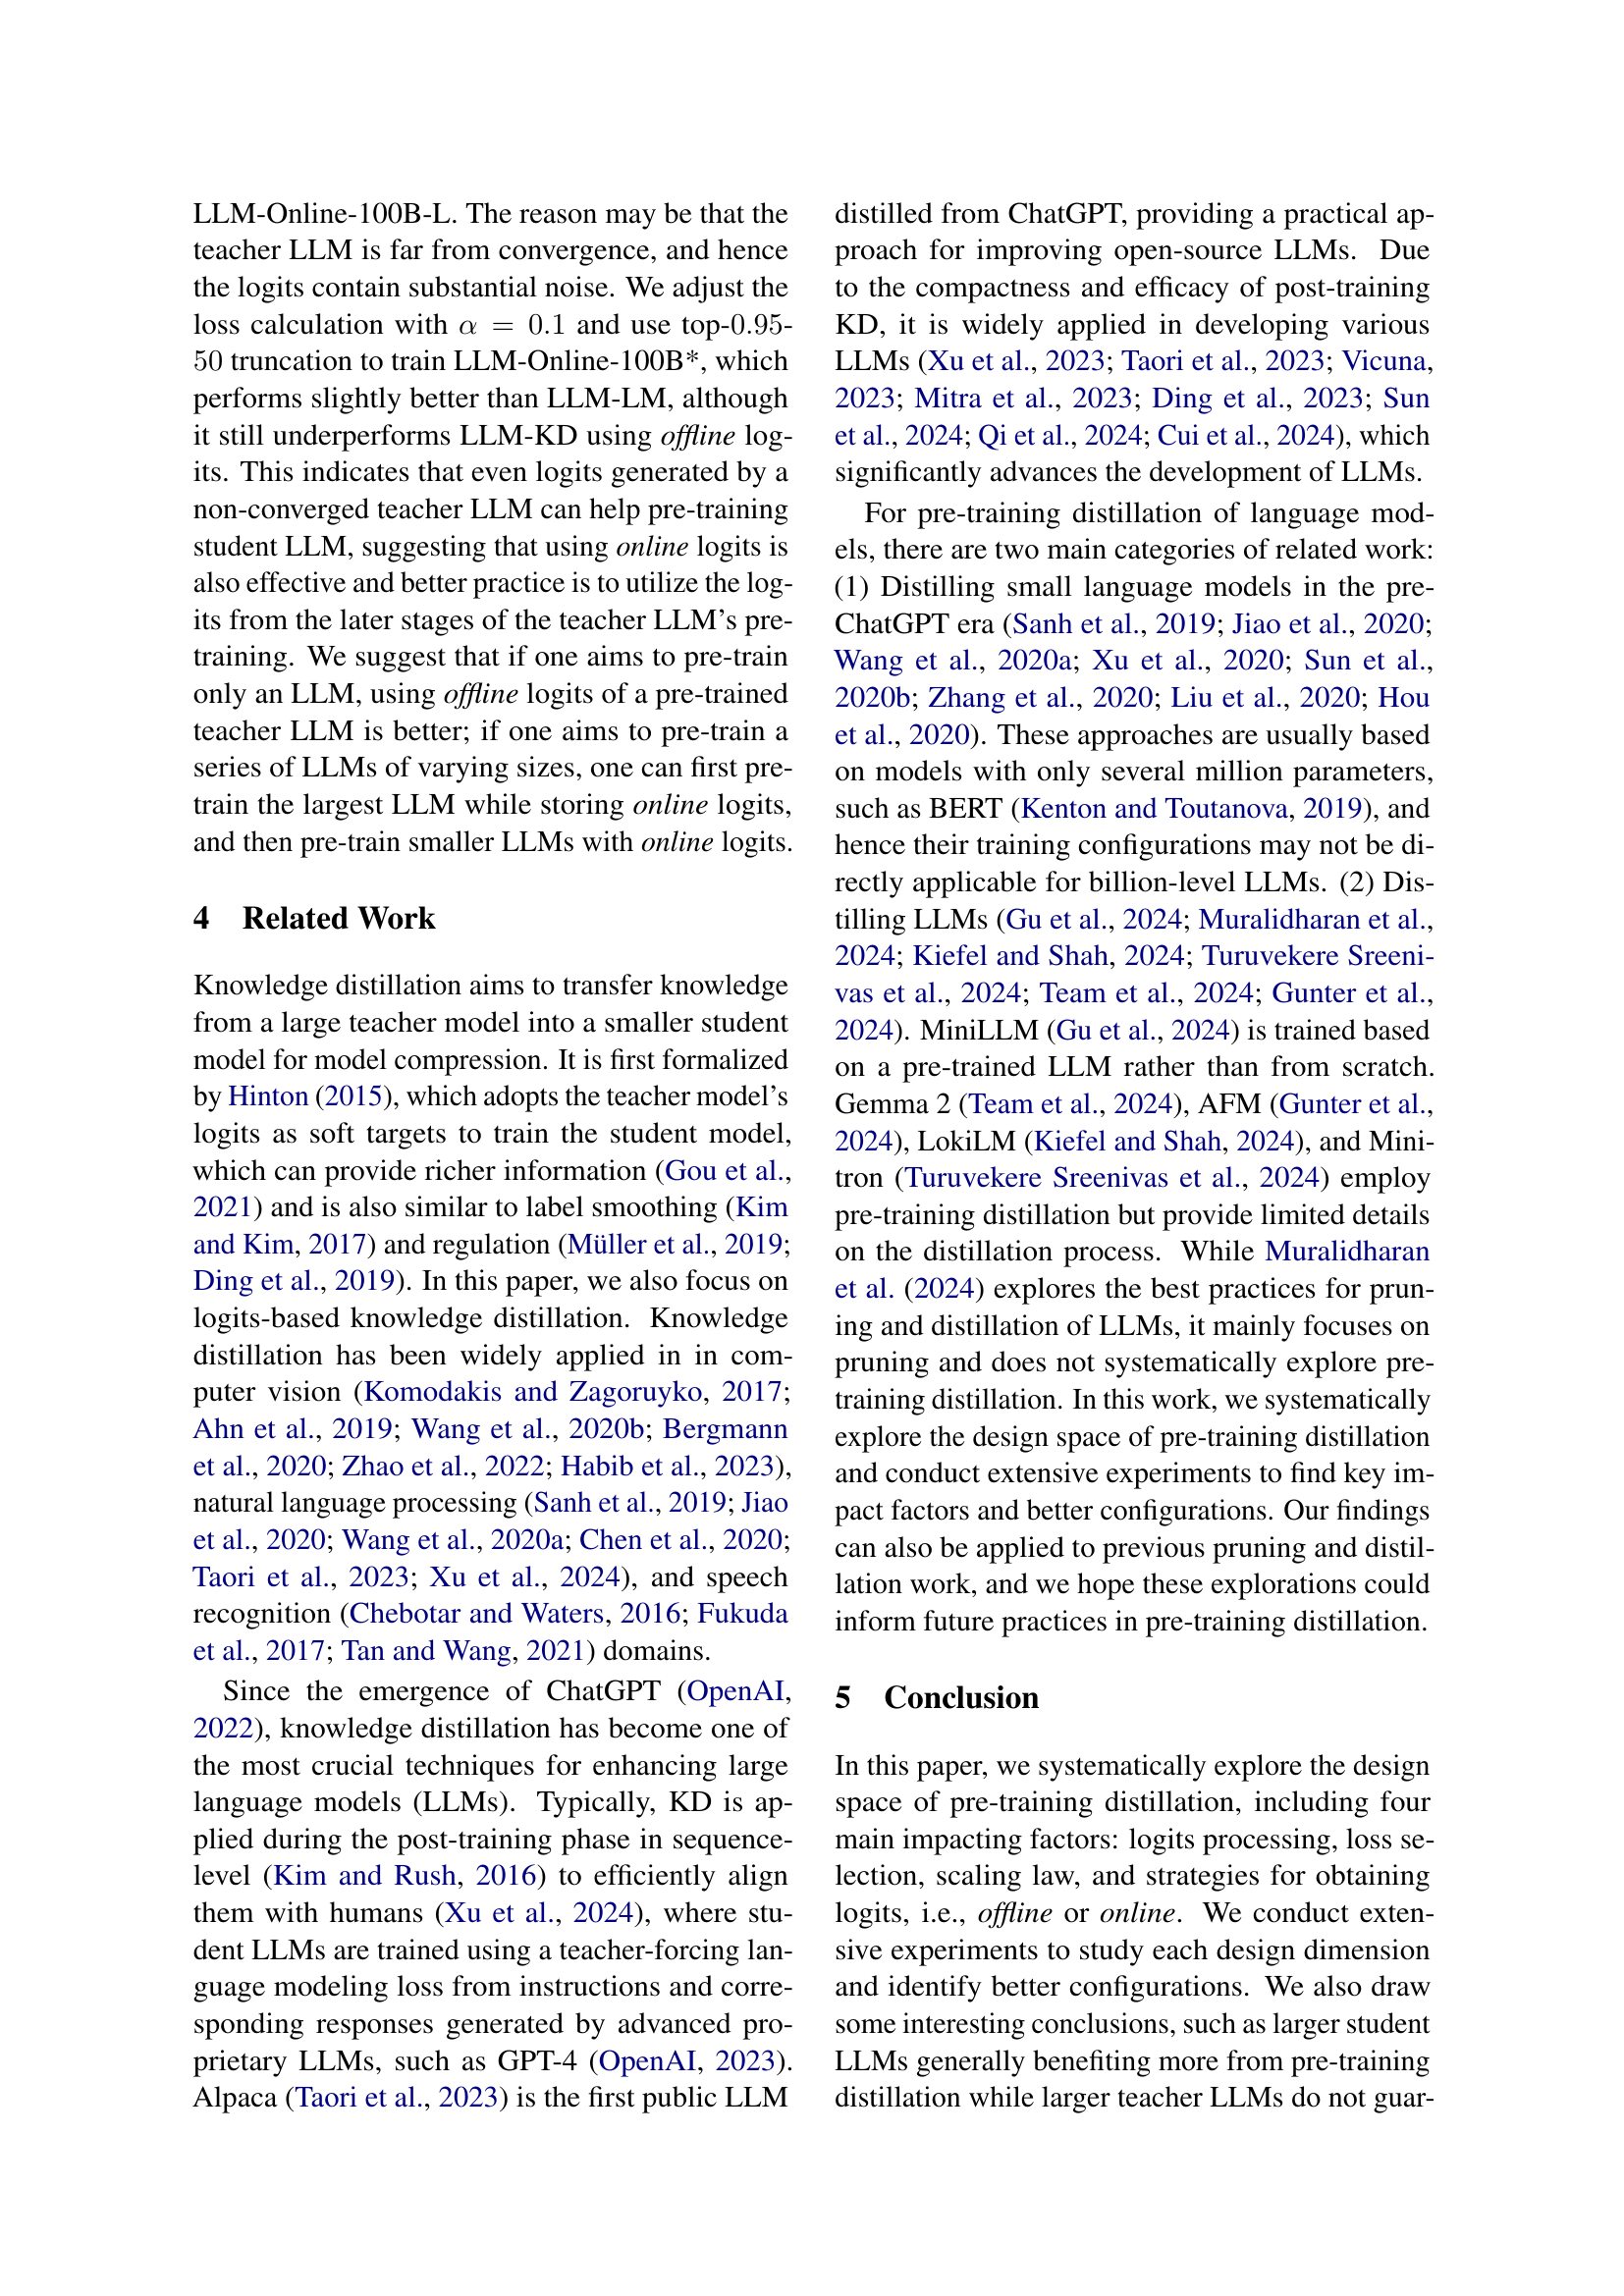 LLM-Online-100B-L. The reason may be that the
teacher LLM is far from convergence, and hence
the logits contain substantial noise. We adjust the
loss calculation with α = 0.1 and use top-0.95-
50 truncation to train LLM-Online-100B*, which
performs slightly better than LLM-LM, although
it still underperforms LLM-KD using offline log-
its. This indicates that even logits generated by a
non-converged teacher LLM can help pre-training
student LLM, suggesting that using online logits is
also effective and better practice is to utilize the log-
its from the later stages of the teacher LLM's pre-
training. We suggest that if one aims to pre-train
only an LLM, using offline logits of a pre-trained
teacher LLM is better; if one aims to pre-train a
series of LLMs of varying sizes, one can first pre-
train the largest LLM while storing online logits,
and then pre-train smaller LLMs with online logits.
4 Related Work
Knowledge distillation aims to transfer knowledge
from a large teacher model into a smaller student
model for model compression. It is first formalized
by Hinton (2015), which adopts the teacher model's
logits as soft targets to train the student model,
which can provide richer information (Gou et al.,
2021) and is also similar to label smoothing (Kim
and Kim, 2017) and regulation (Müller et al., 2019;
Ding et al., 2019). In this paper, we also focus on
logits-based knowledge distillation. Knowledge
distillation has been widely applied in in com-
puter vision (Komodakis and Zagoruyko, 2017;
Ahn et al., 2019; Wang et al., 2020b; Bergmann
et al., 2020; Zhao et al., 2022; Habib et al., 2023),
natural language processing (Sanh et al., 2019; Jiao
et al., 2020; Wang et al., 2020a; Chen et al., 2020;
Taori et al., 2023; Xu et al., 2024), and speech
recognition (Chebotar and Waters, 2016; Fukuda
et al., 2017; Tan and Wang, 2021) domains.
Since the emergence of ChatGPT (OpenAI,
2022), knowledge distillation has become one of
the most crucial techniques for enhancing large
language models (LLMs). Typically, KD is ap-
plied during the post-training phase in sequence-
level (Kim and Rush, 2016) to efficiently align
them with humans (Xu et al., 2024), where stu-
dent LLMs are trained using a teacher-forcing lan-
guage modeling loss from instructions and corre-
sponding responses generated by advanced pro-
prietary LLMs, such as GPT-4 (OpenAI, 2023).
Alpaca (Taori et al., 2023) is the first public LLM
distilled from ChatGPT, providing a practical ap-
proach for improving open-source LLMs. Due
to the compactness and efficacy of post-training
KD, it is widely applied in developing various
LLMs (Xu et al., 2023; Taori et al., 2023; Vicuna,
2023; Mitra et al., 2023; Ding et al., 2023; Sun
et al., 2024; Qi et al., 2024; Cui et al., 2024), which
significantly advances the development of LLMs.
For pre-training distillation of language mod-
els, there are two main categories of related work:
(1) Distilling small language models in the pre-
ChatGPT era (Sanh et al., 2019; Jiao et al., 2020;
Wang et al., 2020a; Xu et al., 2020; Sun et al.,
2020b; Zhang et al., 2020; Liu et al., 2020; Hou
et al., 2020). These approaches are usually based
on models with only several million parameters,
such as BERT (Kenton and Toutanova, 2019), and
hence their training configurations may not be di-
rectly applicable for billion-level LLMs. (2) Dis-
tilling LLMs (Gu et al., 2024; Muralidharan et al.,
2024; Kiefel and Shah, 2024; Turuvekere Sreeni-
vas et al., 2024; Team et al., 2024; Gunter et al.,
2024). MiniLLM (Gu et al., 2024) is trained based
on a pre-trained LLM rather than from scratch.
Gemma 2 (Team et al., 2024), AFM (Gunter et al.,
2024), LokiLM (Kiefel and Shah, 2024), and Mini-
tron (Turuvekere Sreenivas et al., 2024) employ
pre-training distillation but provide limited details
on the distillation process. While Muralidharan
et al. (2024) explores the best practices for prun-
ing and distillation of LLMs, it mainly focuses on
pruning and does not systematically explore pre-
training distillation. In this work, we systematically
explore the design space of pre-training distillation
and conduct extensive experiments to find key im-
pact factors and better configurations. Our findings
can also be applied to previous pruning and distil-
lation work, and we hope these explorations could
inform future practices in pre-training distillation.
5 Conclusion
In this paper, we systematically explore the design
space of pre-training distillation, including four
main impacting factors: logits processing, loss se-
lection, scaling law, and strategies for obtaining
logits, i.e., offline or online. We conduct exten-
sive experiments to study each design dimension
and identify better configurations. We also draw
some interesting conclusions, such as larger student
LLMs generally benefiting more from pre-training
distillation while larger teacher LLMs do not guar-